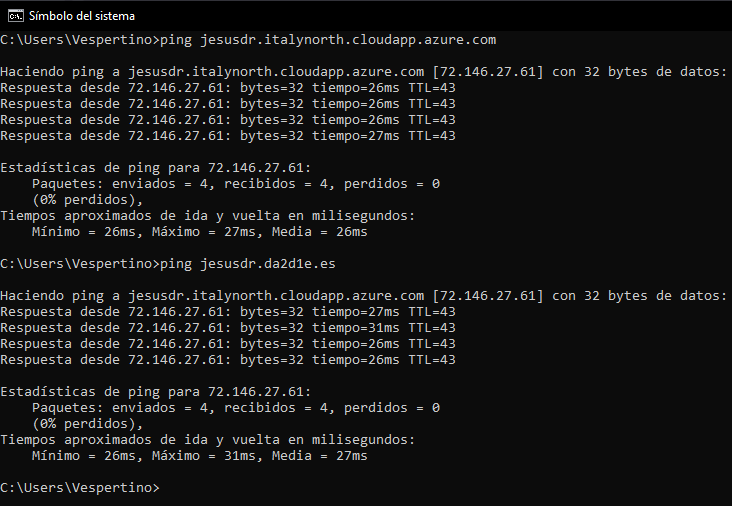 Símbolo del sistema
C:\Users\Vespertino>ping jesusdr.italynorth.cloudapp.azure.com
Haciendo ping a jesusdr.italynorth.cloudapp.azure.com [72.146.27.61] con 32 bytes de datos:
Respuesta desde 72.146.27.61: bytes=32 tiempo=26ms TTL=43
Respuesta desde 72.146.27.61: bytes=32 tiempo=26ms TTL=43
Respuesta desde 72.146.27.61: bytes=32 tiempo=26ms TTL=43
Respuesta desde 72.146.27.61: bytes=32 tiempo=27ms TTL=43
Estadísticas de ping para 72.146.27.61:
    Paquetes: enviados = 4, recibidos = 4, perdidos = 0
    (0% perdidos),
Tiempos aproximados de ida y vuelta en milisegundos:
    Mínimo = 26ms, Máximo = 27ms, Media = 26ms
C:\Users\Vespertino>ping jesusdr.da2d1e.es
Haciendo ping a jesusdr.italynorth.cloudapp.azure.com [72.146.27.61] con 32 bytes de datos:
Respuesta desde 72.146.27.61: bytes=32 tiempo=27ms TTL=43
Respuesta desde 72.146.27.61: bytes=32 tiempo=31ms TTL=43
Respuesta desde 72.146.27.61: bytes=32 tiempo=26ms TTL=43
Respuesta desde 72.146.27.61: bytes=32 tiempo=26ms TTL=43
Estadísticas de ping para 72.146.27.61:
    Paquetes: enviados = 4, recibidos = 4, perdidos = 0
    (0% perdidos),
Tiempos aproximados de ida y vuelta en milisegundos:
    Mínimo = 26ms, Máximo = 31ms, Media = 27ms
C:\Users\Vespertino>